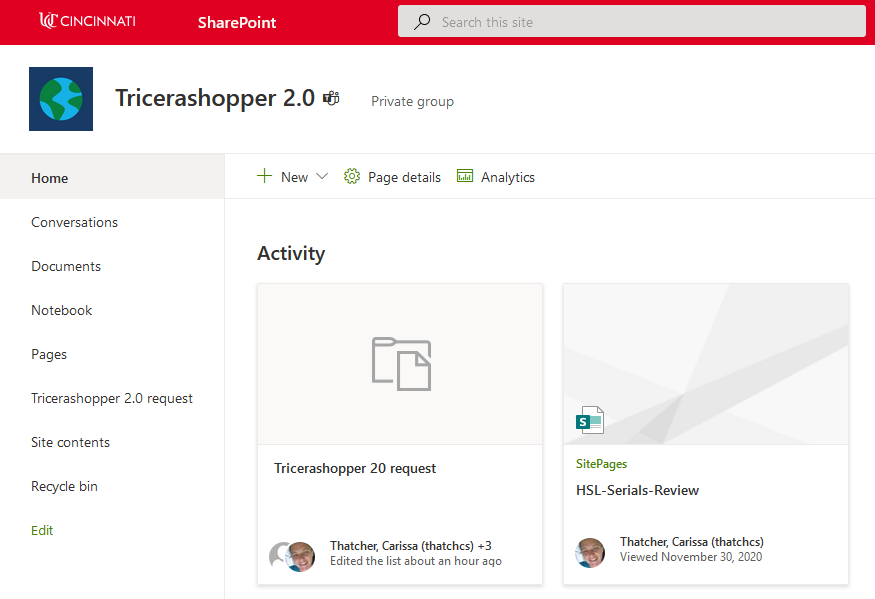 CINCINNATI
SharePoint
Search this site
Tricerashopper 2.0
Private group
Home
Conversations
Documents
Notebook
Pages
Tricerashopper 2.0 request
Site contents
Recycle bin
Edit
New
Page details
Analytics
Activity
Tricerashopper 20 request
Thatcher, Carissa (thatchcs) +3
Edited the list about an hour ago
S
SitePages
HSL-Serials-Review
Thatcher, Carissa (thatchcs)
Viewed November 30, 2020